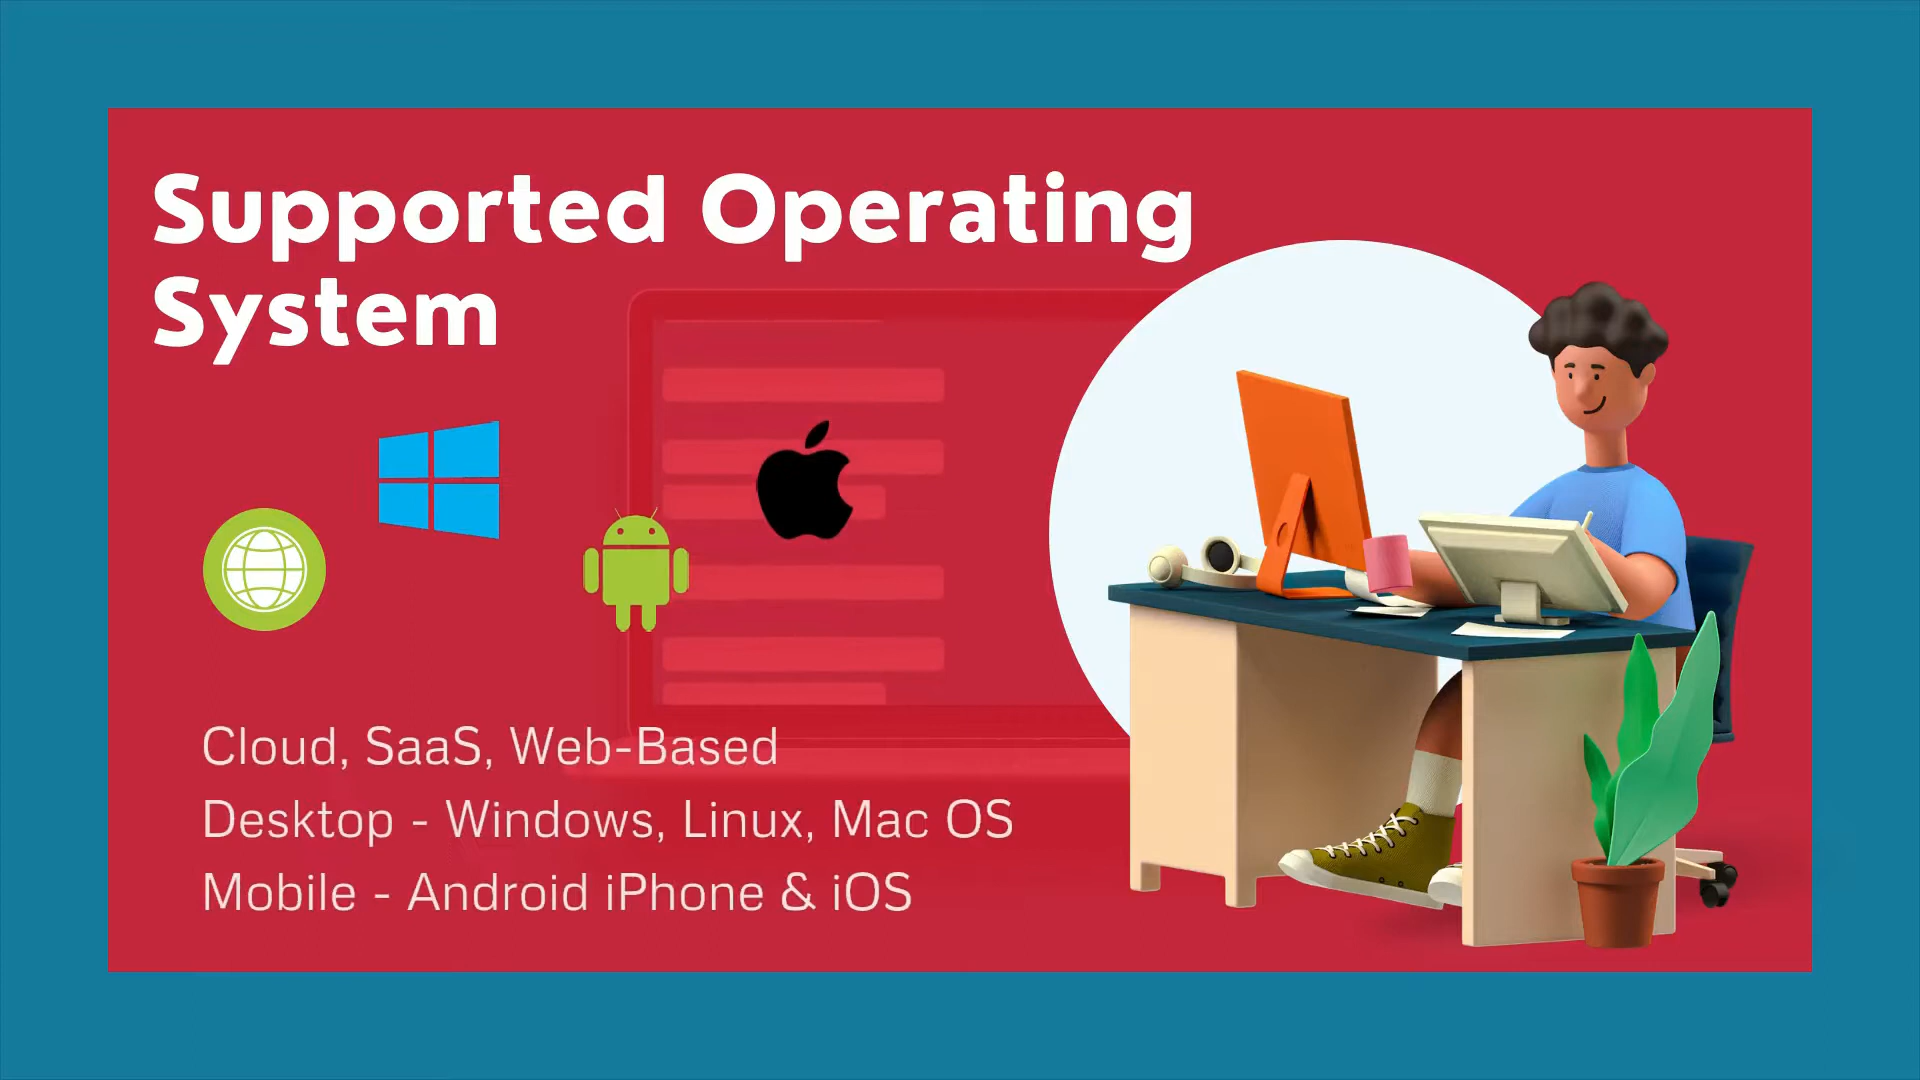 Supported Operating
System
Cloud, SaaS, Web-Based
Desktop - Windows, Linux, Mac OS
Mobile - Android iPhone & iOS